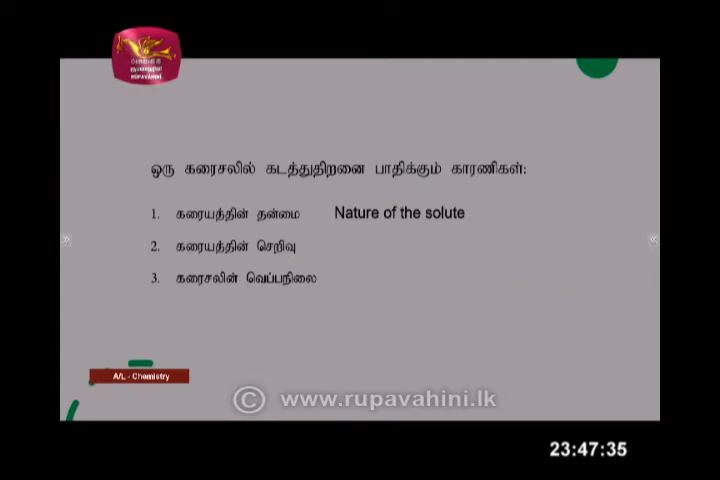 RUPAVAHINI
ஒரு கரைசலில் கடத்துதிறனை பாதிக்கும் காரணிகள்:
1. கரையத்தின் தன்மை Nature of the solute
2. கரையத்தின் செறிவு
3. கரைசலின் வெப்பநிலை
A/L - Chemistry
© www.rupavahini.lk
23:47:35